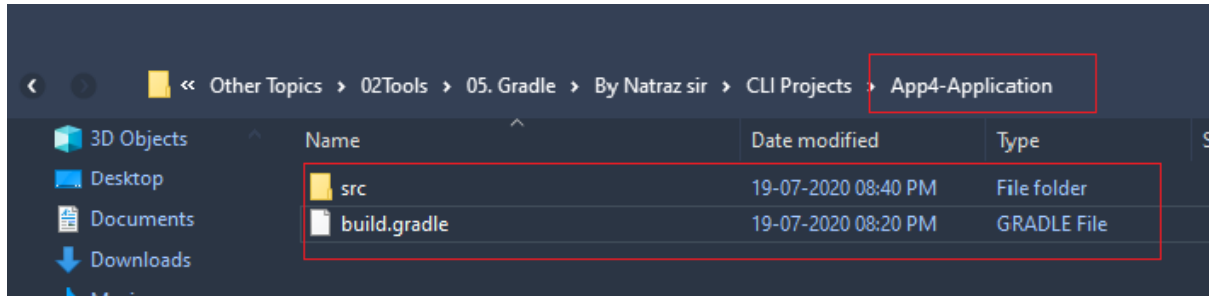 « Other Topics › 02Tools › 05. Gradle › By Natraz sir › CLI Projects › App4-Application
3D Objects Name Date modified Type
Desktop src 19-07-2020 08:40 PM File folder
Documents build.gradle 19-07-2020 08:20 PM GRADLE File
Downloads